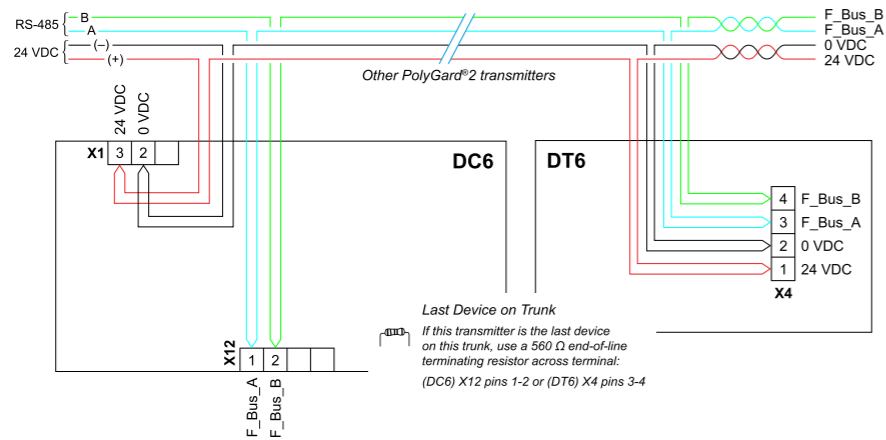 B
RS-485
A
(–)
24 VDC
(+)
F_Bus_B
F_Bus_A
0 VDC
24 VDC
Other PolyGard®2 transmitters
24 VDC
0 VDC
X1
3 2
DC6
DT6
4 F_Bus_B
3 F_Bus_A
2 0 VDC
1 24 VDC
X4
Last Device on Trunk
If this transmitter is the last device
on this trunk, use a 560 Ω end-of-line
terminating resistor across terminal:
(DC6) X12 pins 1-2 or (DT6) X4 pins 3-4
X12
1 2
F_Bus_A
F_Bus_B